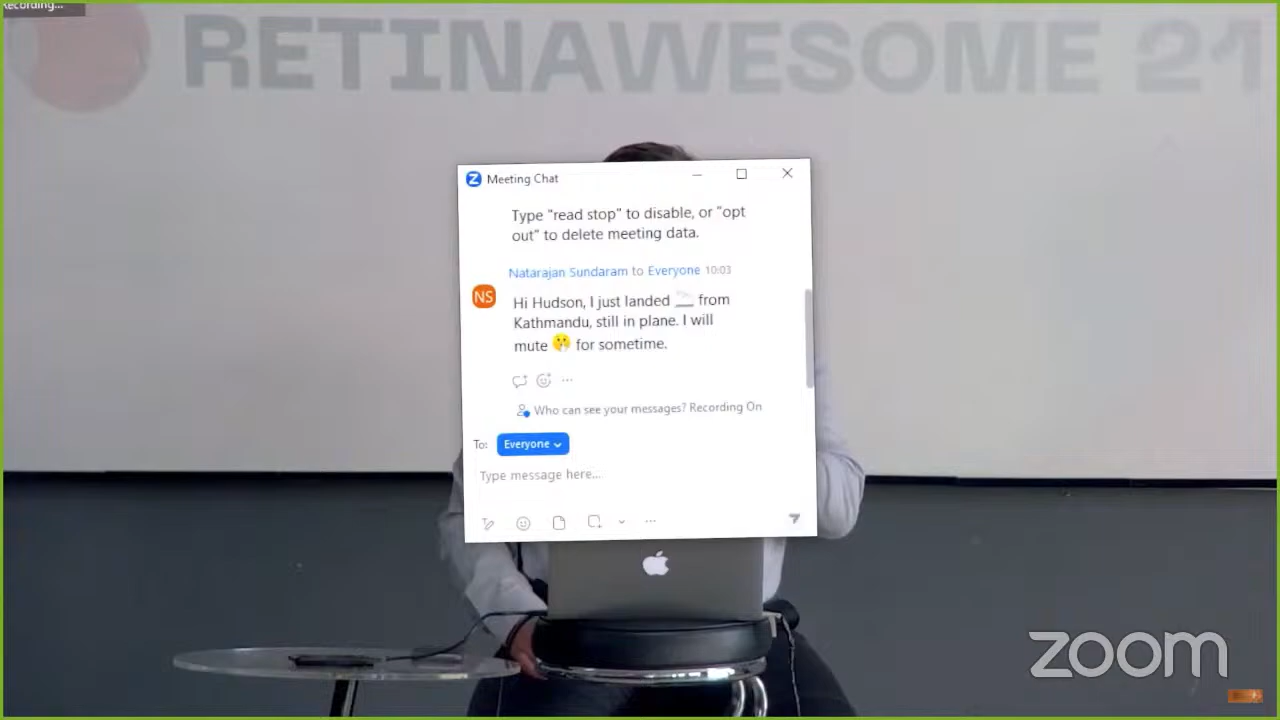 Recording...
RETINAWESOME 21
Meeting Chat
Type "read stop" to disable, or "opt
out" to delete meeting data.
Natarajan Sundaram to Everyone 10:03
NS
Hi Hudson, I just landed 🛬 from
Kathmandu, still in plane. I will
mute 🤫 for sometime.
Who can see your messages? Recording On
To: Everyone
Type message here...
zoom